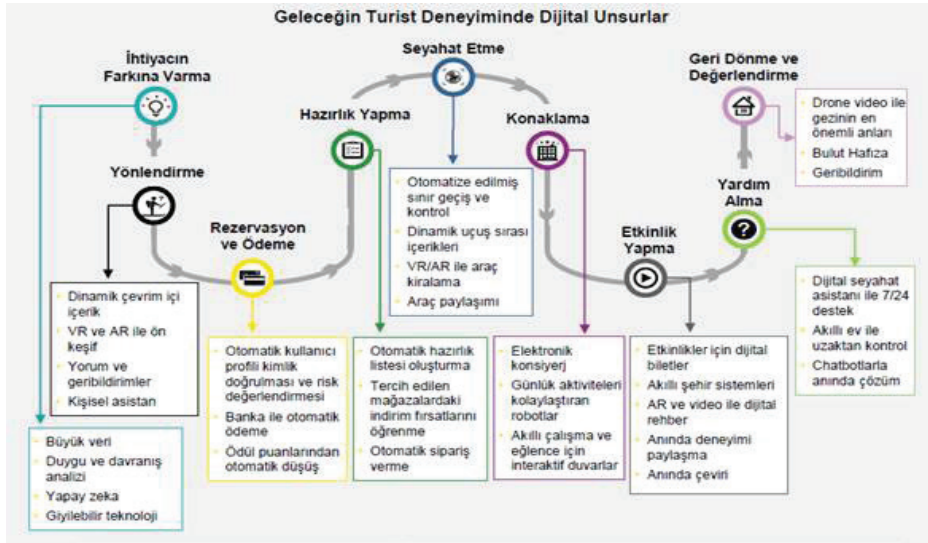 Geleceğin Turist Deneyiminde Dijital Unsurlar
İhtiyacın
Farkına Varma
Büyük veri
Duygu ve davranış
analizi
Yapay zeka
Giyilebilir teknoloji
Yönlendirme
Dinamik çevrim içi
içerik
VR ve AR ile ön
keşif
Yorum ve
geribildirimler
Kişisel asistan
Rezervasyon
ve Ödeme
Otomatik kullanıcı
profili kimlik
doğrulması ve risk
değerlendirmesi
Banka ile otomatik
ödeme
Ödül puanlarından
otomatik düşüş
Hazırlık Yapma
Otomatik hazırlık
listesi oluşturma
Tercih edilen
mağazalardaki
indirim fırsatlarını
öğrenme
Otomatik sipariş
verme
Seyahat Etme
Otomatize edilmiş
sınır geçiş ve
kontrol
Dinamik uçuş sırası
içerikleri
VR/AR ile araç
kiralama
Araç paylaşımı
Konaklama
Elektronik
konsiyerj
Günlük aktiviteleri
kolaylaştıran
robotlar
Akıllı çalışma ve
eğlence için
interaktif duvarlar
Etkinlik
Yapma
Etkinlikler için dijital
biletler
Akıllı şehir sistemleri
AR ve video ile dijital
rehber
Anında deneyimi
paylaşma
Anında çeviri
Yardım
Alma
?
Dijital seyahat
asistanı ile 7/24
destek
Akıllı ev ile
uzaktan kontrol
Chatbotlarla
anında çözüm
Geri Dönme ve
Değerlendirme
Drone video ile
gezinin en
önemli anları
Bulut Hafıza
Geribildirim